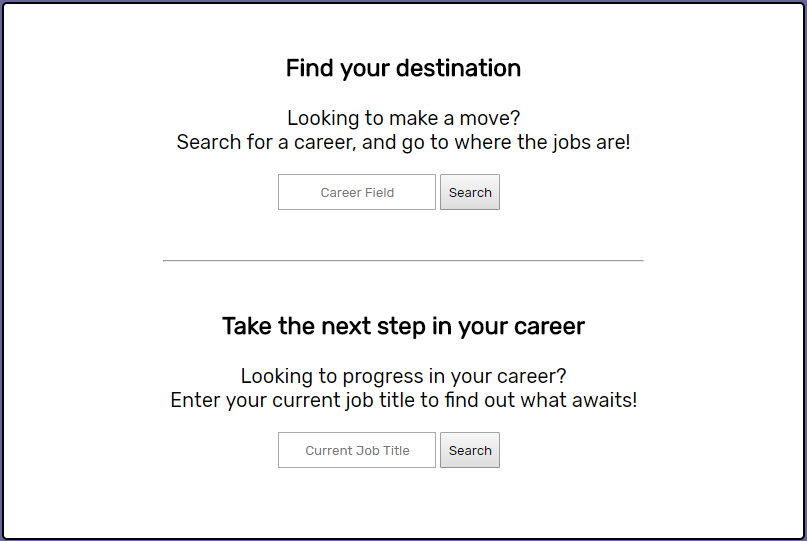 Find your destination
Looking to make a move?
Search for a career, and go to where the jobs are!
Career Field Search
Take the next step in your career
Looking to progress in your career?
Enter your current job title to find out what awaits!
Current Job Title Search